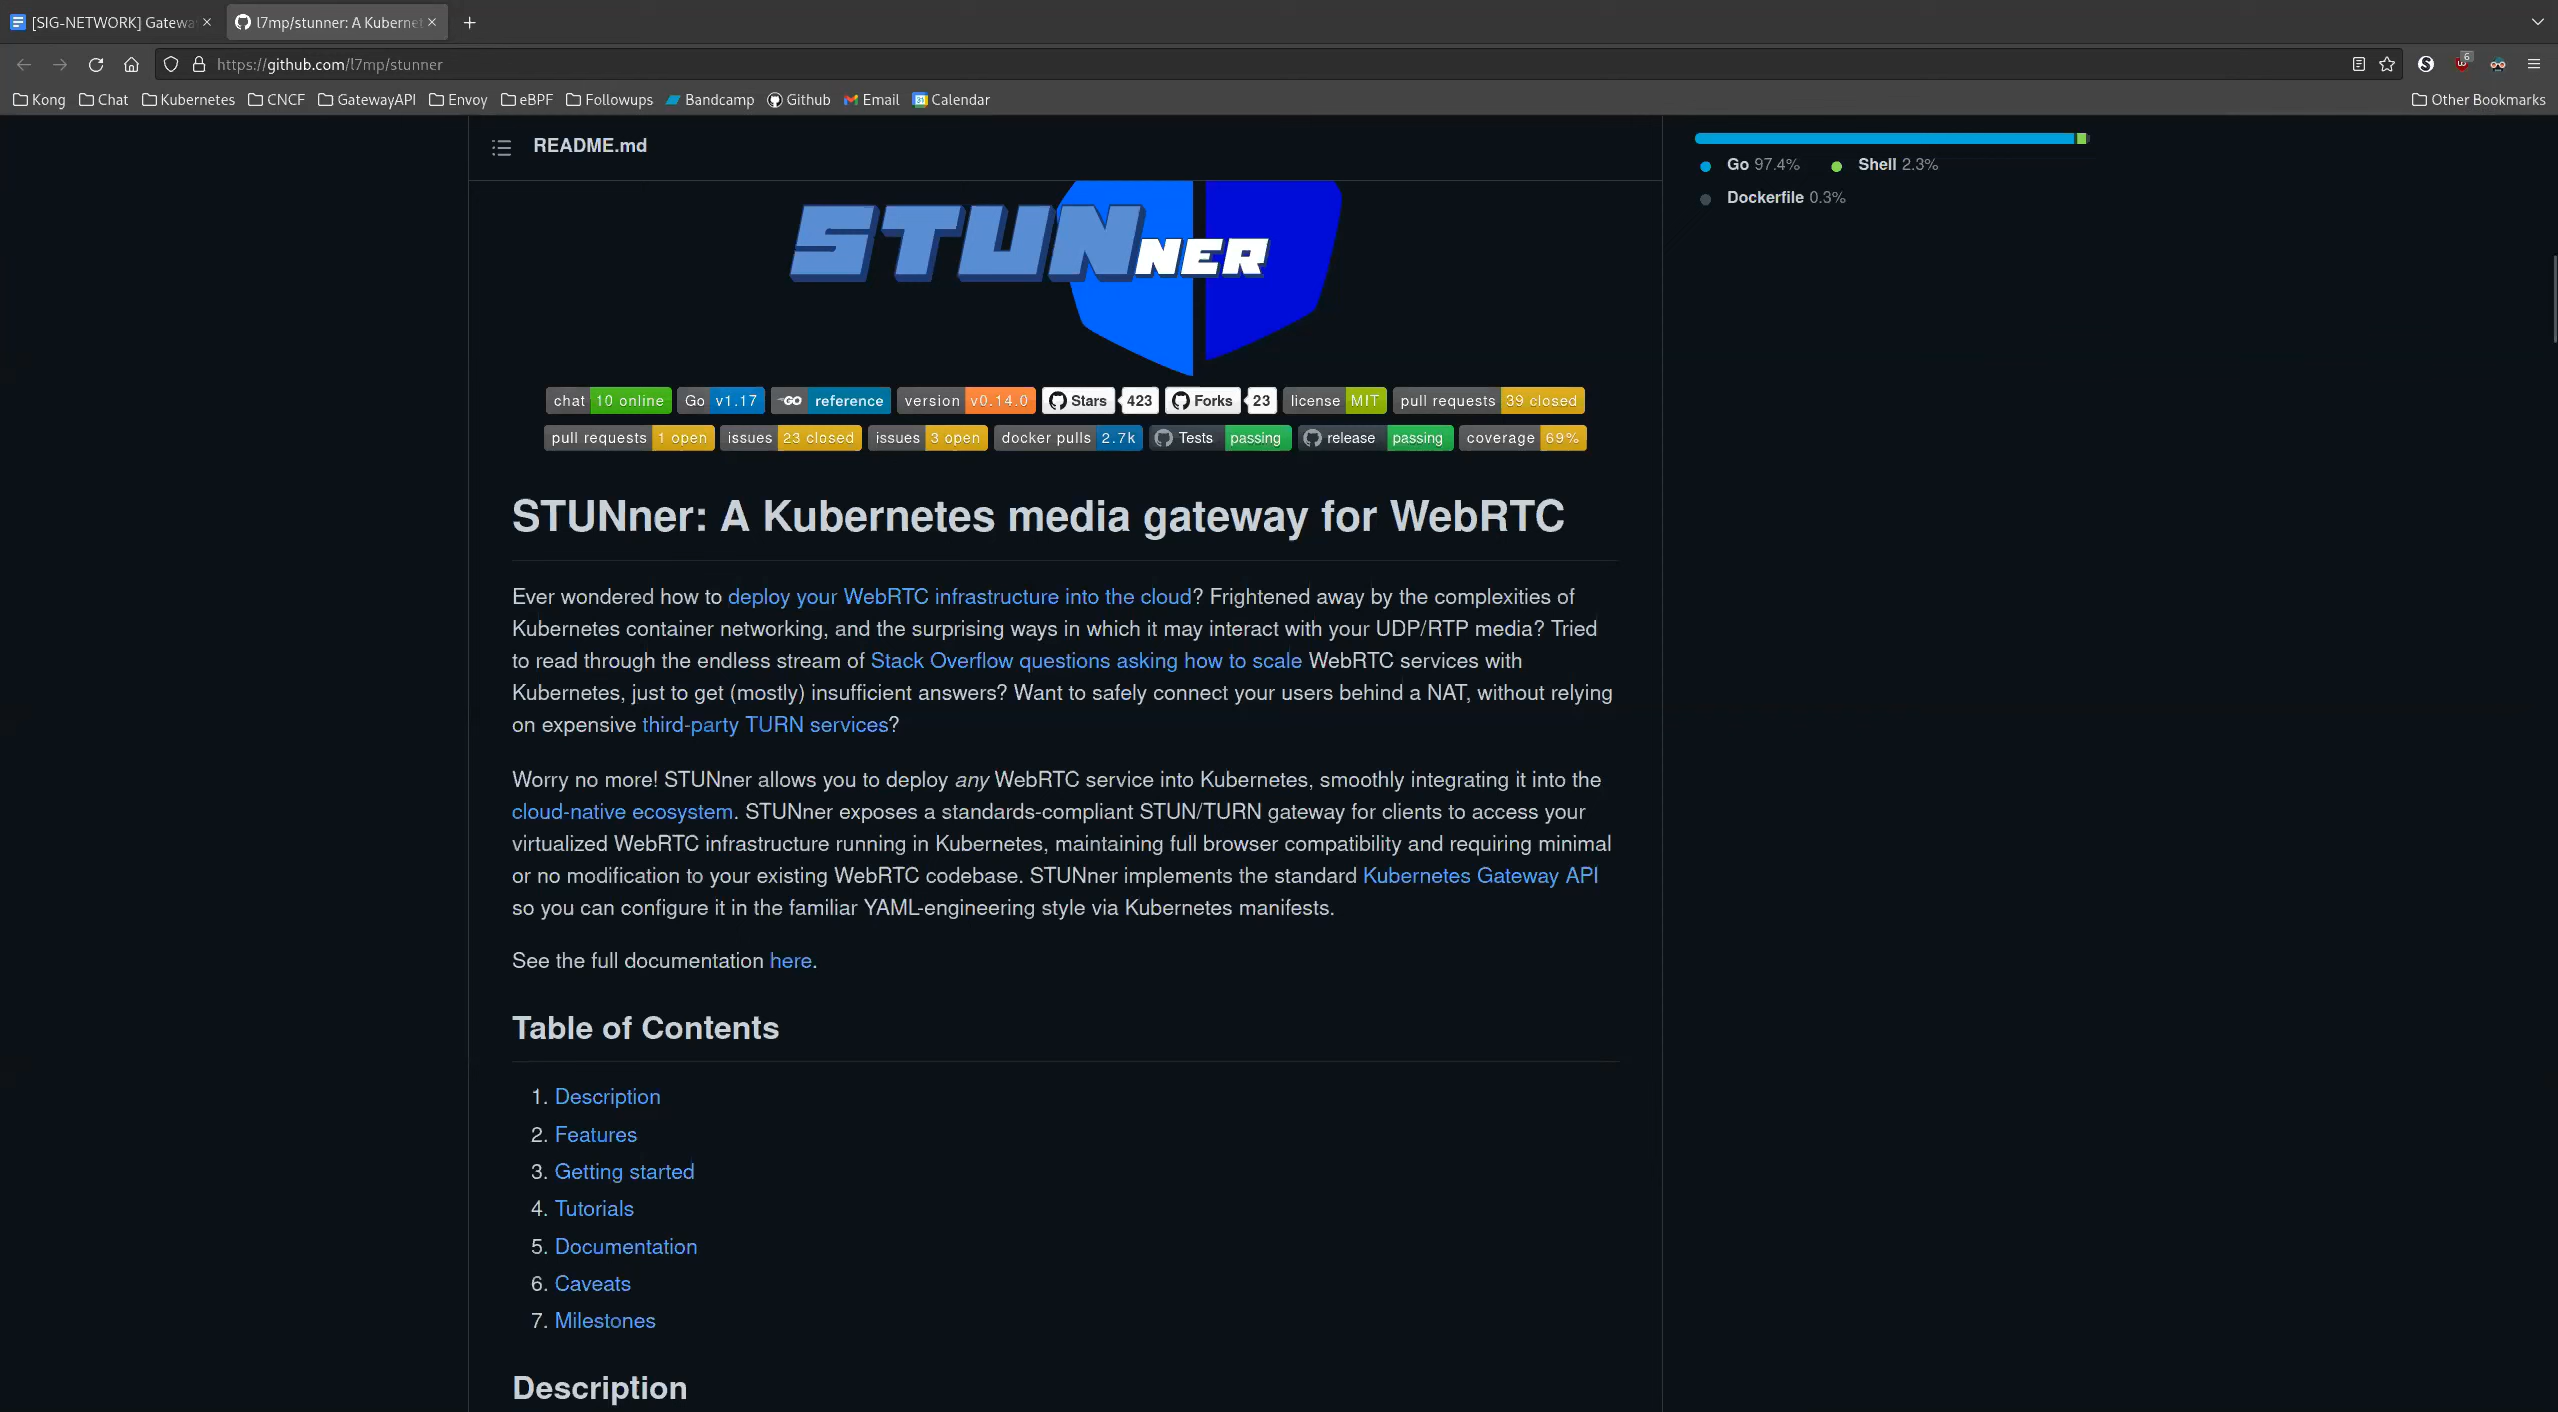 [SIG-NETWORK] Gatewa
l7mp/stunner: A Kubernet
https://github.com/l7mp/stunner
6
Kong Chat Kubernetes CNCF GatewayAPI Envoy eBPF Followups Bandcamp Github Email Calendar Other Bookmarks
README.md
Go 97.4% Shell 2.3%
Dockerfile 0.3%
STUNNER
chat 10 online Go v1.17 GO reference version v0.14.0 Stars 423 Forks 23 license MIT pull requests 39 closed
pull requests 1 open issues 23 closed issues 3 open docker pulls 2.7k Tests passing release passing coverage 69%
STUNner: A Kubernetes media gateway for WebRTC
Ever wondered how to deploy your WebRTC infrastructure into the cloud? Frightened away by the complexities of
Kubernetes container networking, and the surprising ways in which it may interact with your UDP/RTP media? Tried
to read through the endless stream of Stack Overflow questions asking how to scale WebRTC services with
Kubernetes, just to get (mostly) insufficient answers? Want to safely connect your users behind a NAT, without relying
on expensive third-party TURN services?
Worry no more! STUNner allows you to deploy any WebRTC service into Kubernetes, smoothly integrating it into the
cloud-native ecosystem. STUNner exposes a standards-compliant STUN/TURN gateway for clients to access your
virtualized WebRTC infrastructure running in Kubernetes, maintaining full browser compatibility and requiring minimal
or no modification to your existing WebRTC codebase. STUNner implements the standard Kubernetes Gateway API
so you can configure it in the familiar YAML-engineering style via Kubernetes manifests.
See the full documentation here.
Table of Contents
1. Description
2. Features
3. Getting started
4. Tutorials
5. Documentation
6. Caveats
7. Milestones
Description